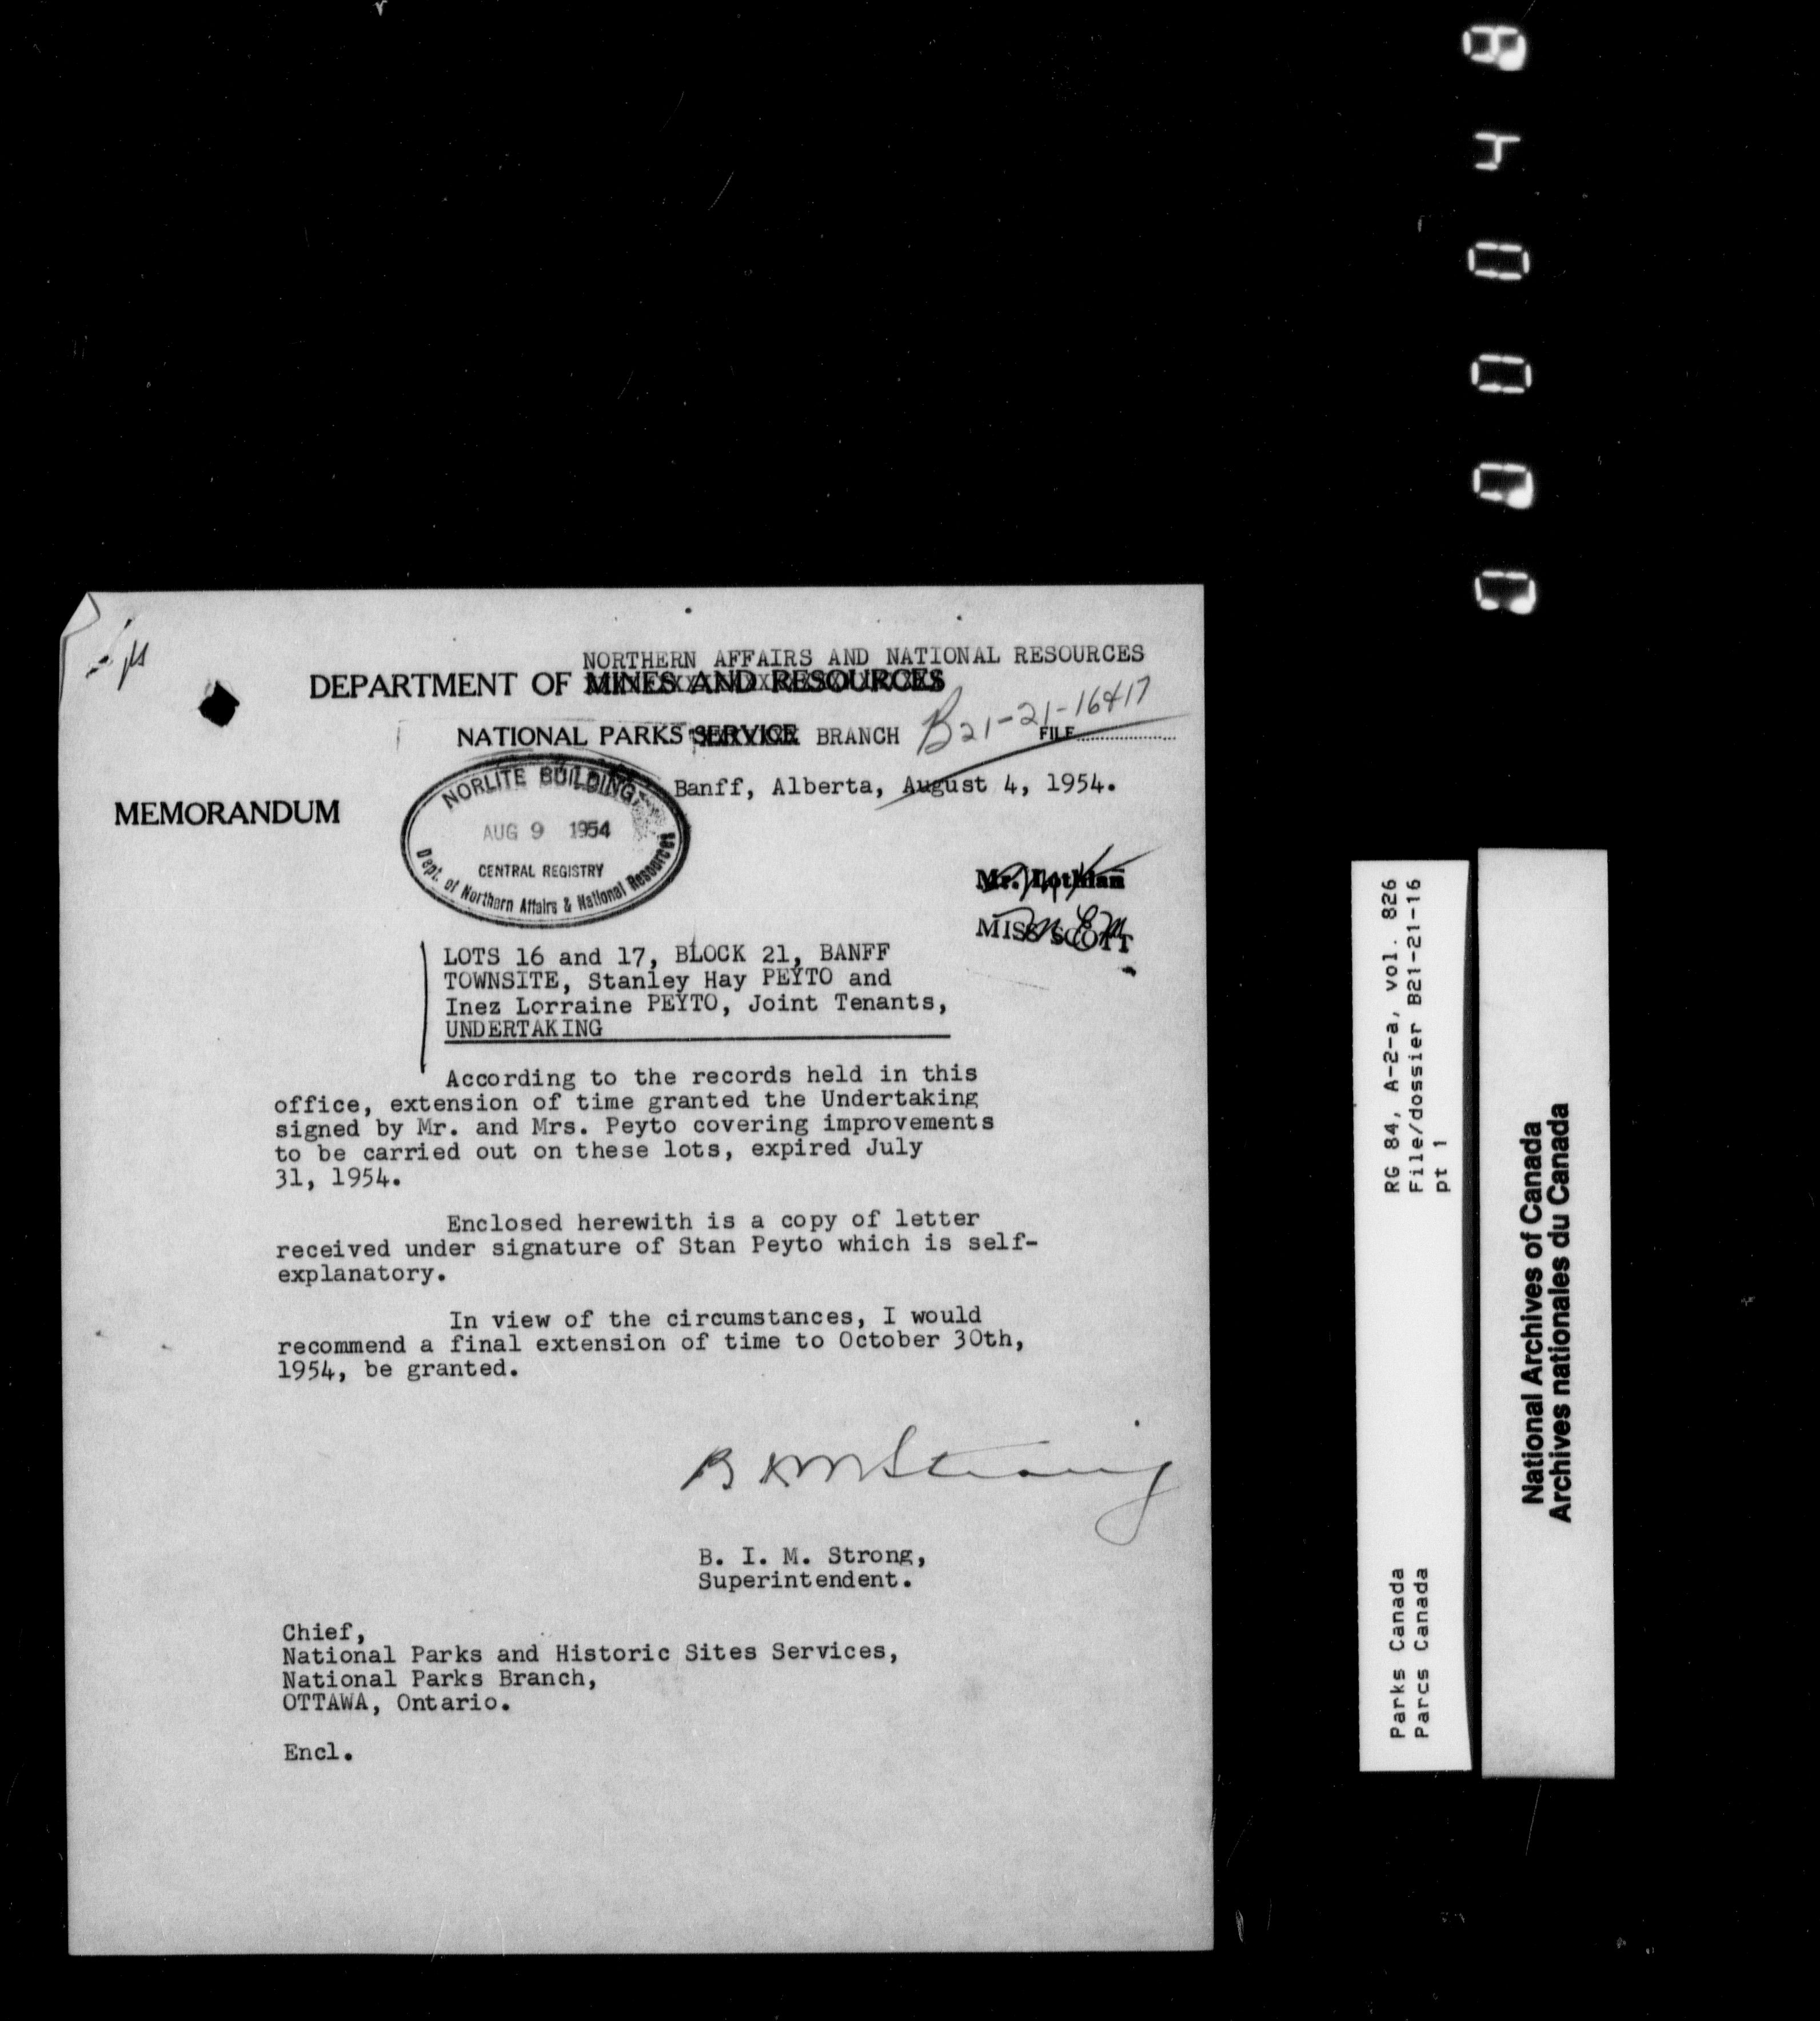 NORTHERN AFFAIRS AND NATIONAL RESOURCES
DEPARTMENT OF MINES AND RESOURCES
NATIONAL PARKS SERVICE BRANCH
B21-21-16&17
FILE
Banff, Alberta, August 4, 1954.
MEMORANDUM
NORLITE BUILDING
AUG 9 1954
CENTRAL REGISTRY
Dept. of Northern Affairs & National Resources
Mr. Lothian
MISS SCOTT
LOTS 16 and 17, BLOCK 21, BANFF
TOWNSITE, Stanley Hay PEYTO and
Inez Lorraine PEYTO, Joint Tenants,
UNDERTAKING
According to the records held in this
office, extension of time granted the Undertaking
signed by Mr. and Mrs. Peyto covering improvements
to be carried out on these lots, expired July
31, 1954.
Enclosed herewith is a copy of letter
received under signature of Stan Peyto which is self-
explanatory.
In view of the circumstances, I would
recommend a final extension of time to October 30th,
1954, be granted.
B I M Strong
B. I. M. Strong,
Superintendent.
Chief,
National Parks and Historic Sites Services,
National Parks Branch,
OTTAWA, Ontario.
Encl.
RG 84, A-2-a, vol. 826
File/dossier B21-21-16
pt 1
Parks Canada
Parcs Canada
National Archives of Canada
Archives nationales du Canada